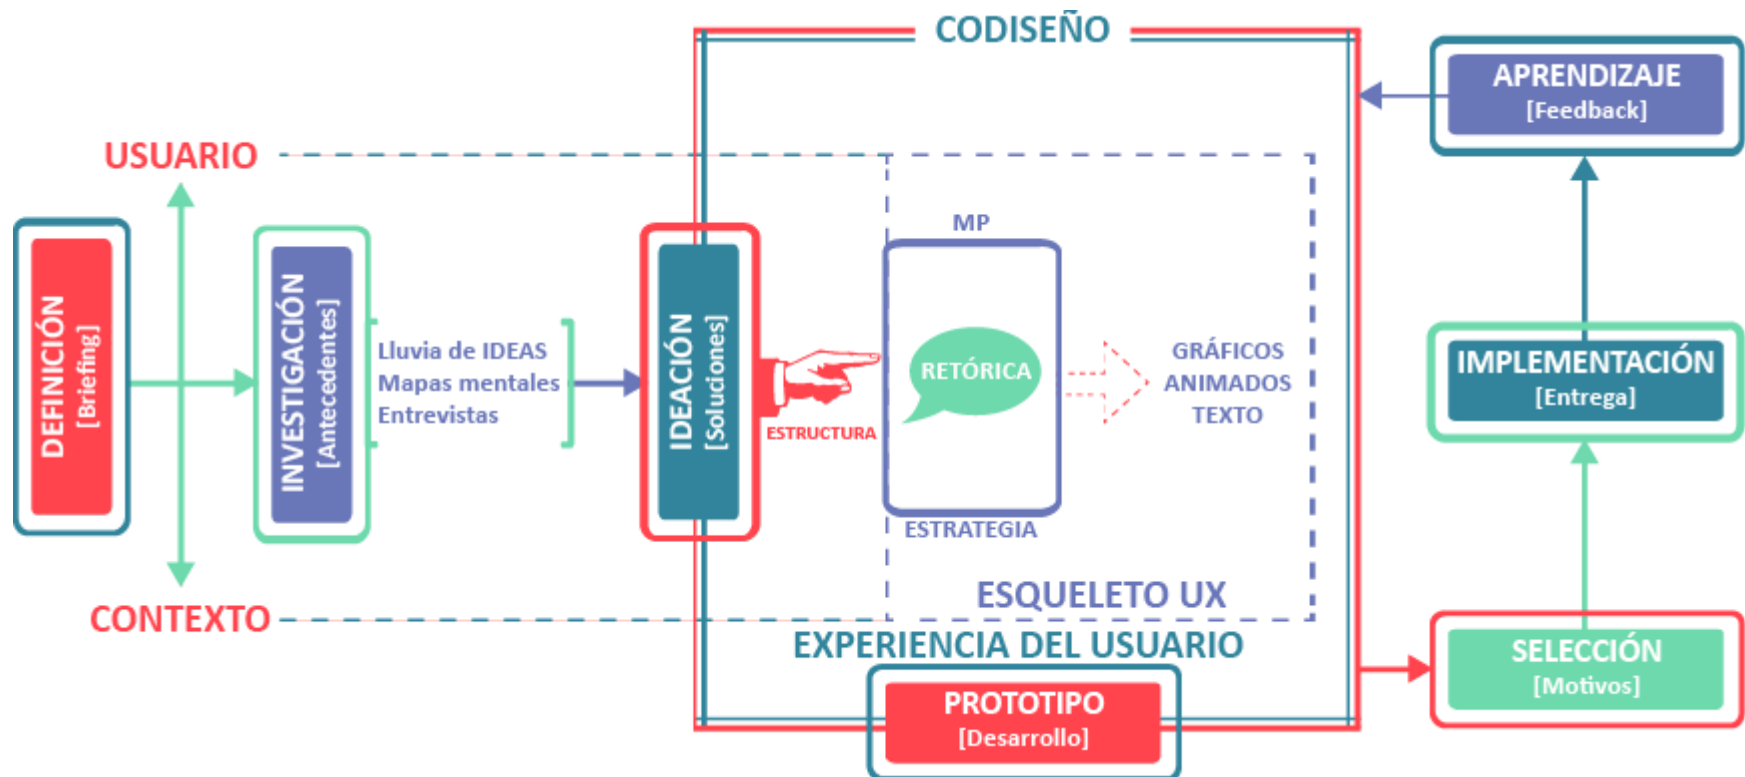 CODISEÑO
USUARIO
CONTEXTO
DEFINICIÓN
[Briefing]
INVESTIGACIÓN
[Antecedentes]
Lluvia de IDEAS
Mapas mentales
Entrevistas
IDEACIÓN
[Soluciones]
ESTRUCTURA
MP
RETÓRICA
ESTRATEGIA
GRÁFICOS
ANIMADOS
TEXTO
ESQUELETO UX
EXPERIENCIA DEL USUARIO
PROTOTIPO
[Desarrollo]
SELECCIÓN
[Motivos]
IMPLEMENTACIÓN
[Entrega]
APRENDIZAJE
[Feedback]